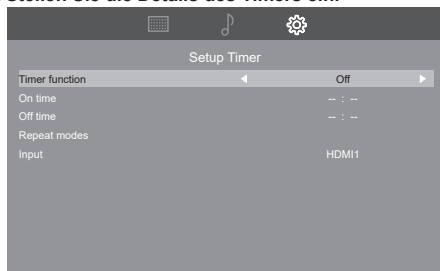 Stellen Sie die Details des Timers ein.
Setup Timer
Timer function Off
On time -- : --
Off time -- : --
Repeat modes
Input HDMI1